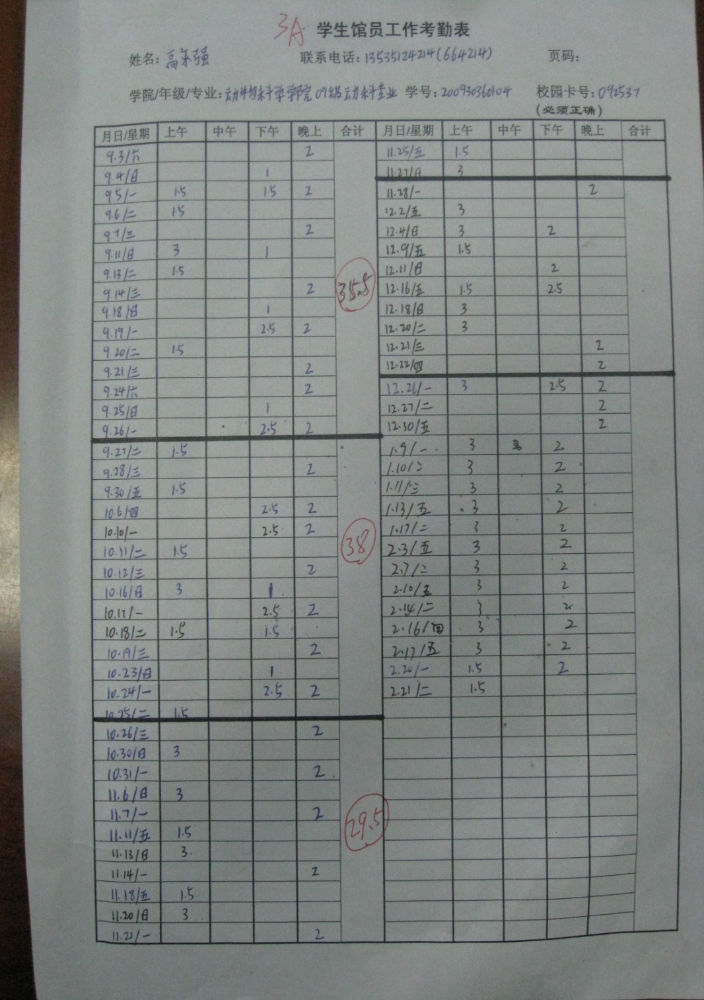 3A 学生馆员工作考勤表
姓名: 高永强 联系电话: 13535124214(664214) 页码:
学院/年级/专业: 动物科学学院09级动科专业 学号: 200930360104 校园卡号: 092537
(必须正确)
月日/星期 上午 中午 下午 晚上 合计 月日/星期 上午 中午 下午 晚上 合计
9.3/六 2 11.25/五 1.5
9.4/日 1 11.27/日 3
9.5/一 1.5 1.5 2 11.28/一 2
9.6/二 1.5 12.2/五 3
9.7/三 2 12.4/日 3 2
9.11/日 3 1 12.9/五 1.5
9.13/二 1.5 12.11/日 2
9.14/三 2 35.5 12.16/五 1.5 2.5
9.18/日 1 12.18/日 3
9.19/一 2.5 2 12.20/二 3
9.20/二 1.5 12.21/三 2
9.21/三 2 12.22/四 2
9.24/六 2 12.26/一 3 2.5 2
9.25/日 1 12.27/二 2
9.26/一 2.5 2 12.30/五 2
9.27/二 1.5 1.9/一 3 2
9.28/三 2 1.10/二 3 2
9.30/五 1.5 1.11/三 3 2
10.6/四 2.5 2 1.13/五 3 2
10.10/一 2.5 2 38 1.17/二 3 2
10.11/二 1.5 2.3/五 3 2
10.12/三 2 2.7/二 3 2
10.16/日 3 1 2.10/五 3 2
10.17/一 2.5 2 2.14/二 3 2
10.18/二 1.5 1.5 2.16/四 3 2
10.19/三 2 2.17/五 3 2
10.23/日 1 2.20/一 1.5 2
10.24/一 2.5 2 2.21/二 1.5
10.25/二 1.5
10.26/三 2
10.30/日 3
10.31/一 2
11.6/日 3
11.7/一 2 29.5
11.11/五 1.5
11.13/日 3
11.14/一 2
11.18/五 1.5
11.20/日 3
11.21/一 2